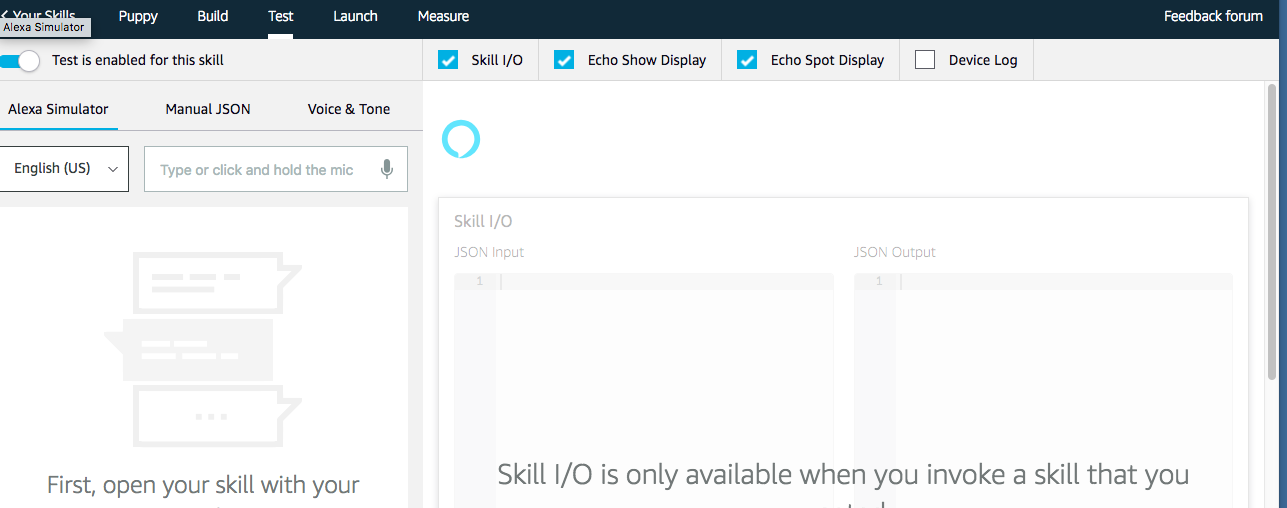 Your Skills Puppy Build Test Launch Measure Feedback forum
Alexa Simulator
Test is enabled for this skill Skill I/O Echo Show Display Echo Spot Display Device Log
Alexa Simulator Manual JSON Voice & Tone
English (US) Type or click and hold the mic
Skill I/O
JSON Input JSON Output
1 1
Skill I/O is only available when you invoke a skill that you
First, open your skill with your